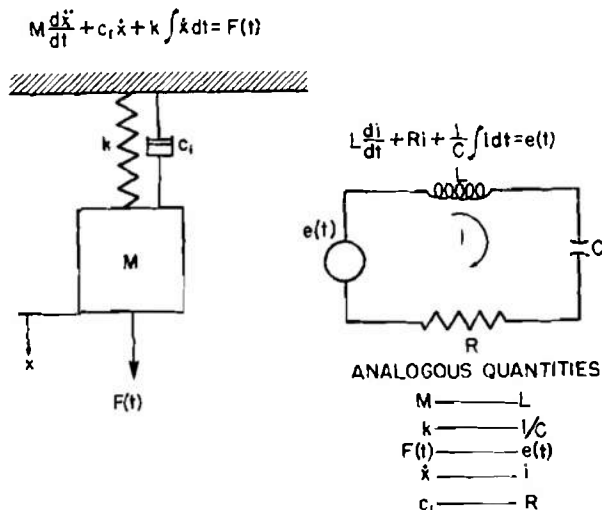 M dẍ/dt + c₁ẋ + k∫ẋdt = F(t)
k
c₁
M
x
F(t)
L di/dt + Ri + 1/C ∫Idt = e(t)
L
e(t)
I
C
R
ANALOGOUS QUANTITIES
M — L
k — 1/C
F(t) — e(t)
ẋ — i
c₁ — R